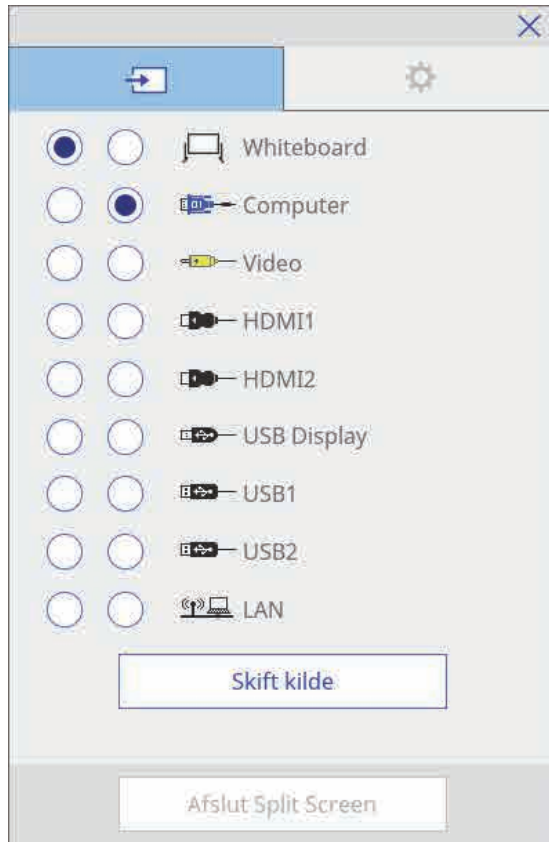 Whiteboard
Computer
Video
HDMI1
HDMI2
USB Display
USB1
USB2
LAN
Skift kilde
Afslut Split Screen